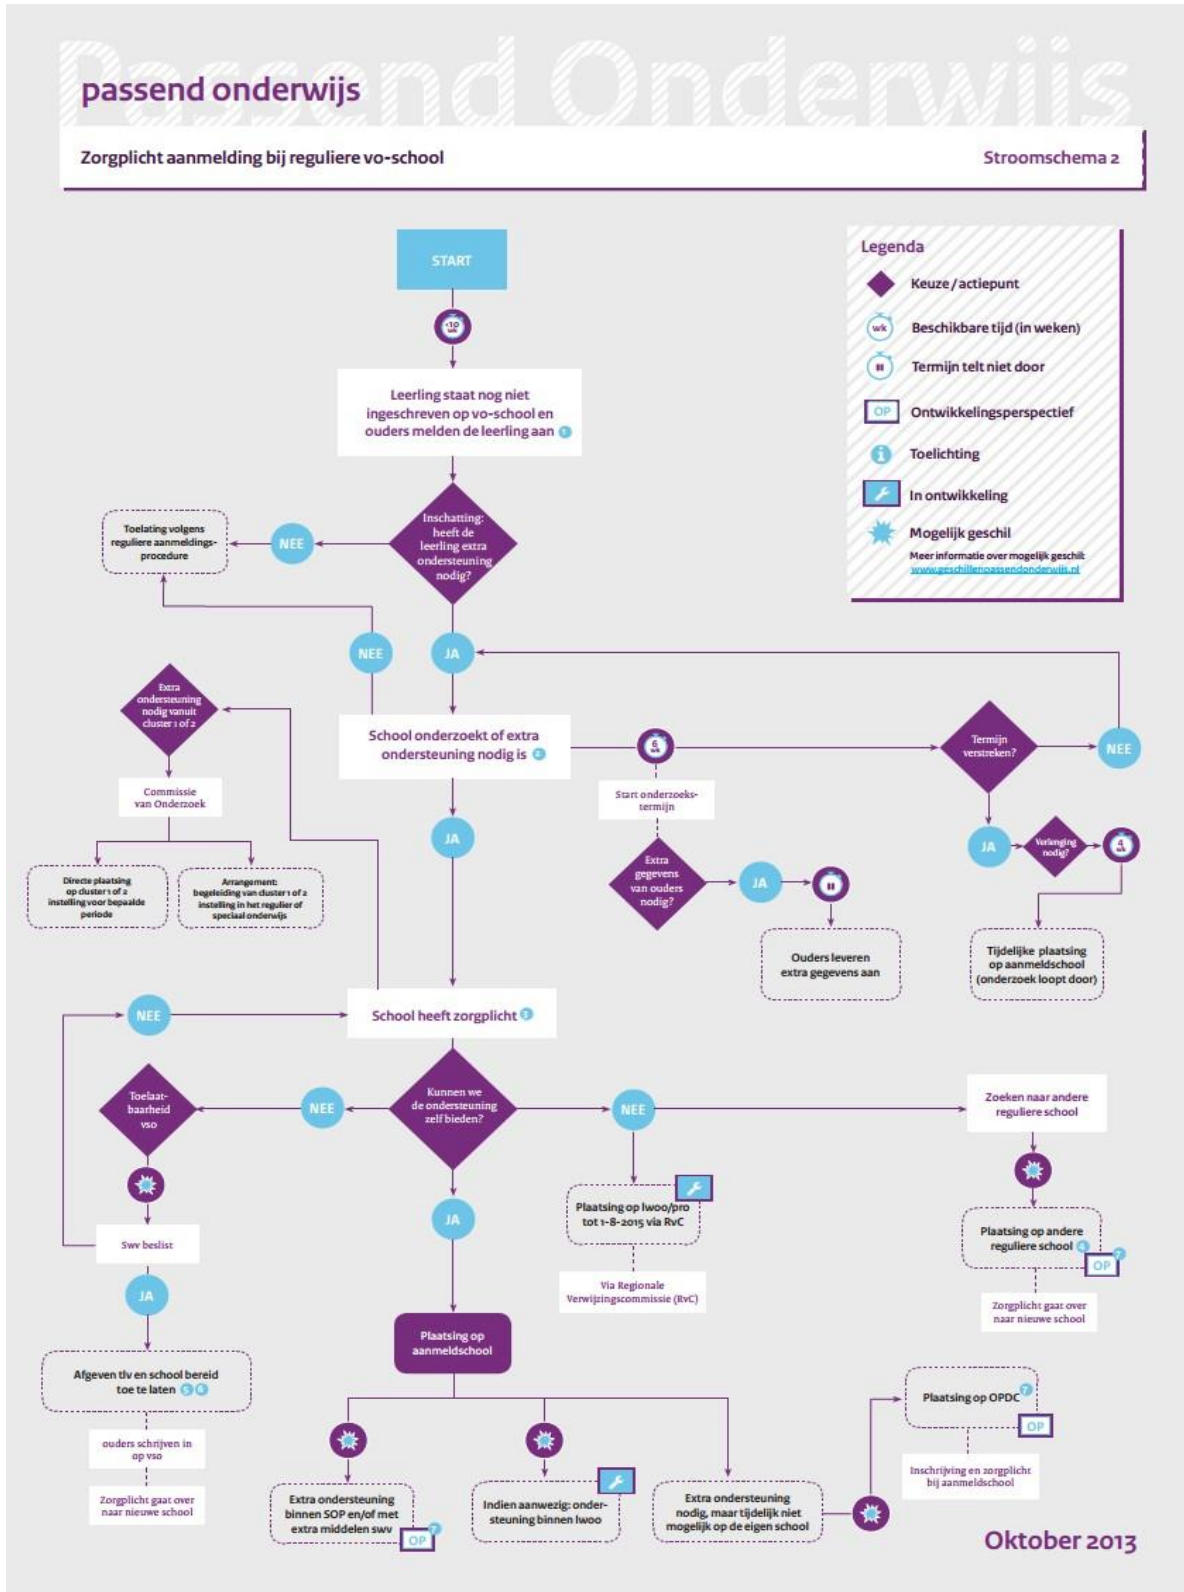 Passend Onderwijs
passend onderwijs
Zorgplicht aanmelding bij reguliere vo-school
Stroomschema 2
START
Legenda
Keuze / actiepunt
wk
Beschikbare tijd (in weken)
Termijn telt niet door
OP
Ontwikkelingsperspectief
Toelichting
In ontwikkeling
Mogelijk geschil
Meer informatie over mogelijk geschil:
www.geschillenpassendonderwijs.nl
Leerling staat nog niet
ingeschreven op vo-school en
ouders melden de leerling aan 1
Inschatting:
heeft de
leerling extra
ondersteuning
nodig?
NEE
Toelating volgens
reguliere aanmeldings-
procedure
NEE
JA
Extra
ondersteuning
nodig vanuit
cluster 1 of 2
School onderzoekt of extra
ondersteuning nodig is 2
6
wk
Termijn
verstreken?
NEE
Commissie
van Onderzoek
Start onderzoeks-
termijn
JA
JA
Verlenging
nodig?
4
wk
Directe plaatsing
op cluster 1 of 2
instelling voor bepaalde
periode
Arrangement:
begeleiding van cluster 1 of 2
instelling in het regulier of
speciaal onderwijs
Extra
gegevens
van ouders
nodig?
JA
Ouders leveren
extra gegevens aan
Tijdelijke plaatsing
op aanmeldschool
(onderzoek loopt door)
NEE
School heeft zorgplicht 3
Toelaat-
baarheid
vso
NEE
Kunnen we
de ondersteuning
zelf bieden?
NEE
Zoeken naar andere
reguliere school
Swv beslist
JA
JA
Plaatsing op lwoo/pro
tot 1-8-2015 via RvC
Via Regionale
Verwijzingscommissie (RvC)
Plaatsing op andere
reguliere school 4
7
OP
Zorgplicht gaat over
naar nieuwe school
Plaatsing op
aanmeldschool
Afgeven tlv en school bereid
toe te laten 5 6
ouders schrijven in
op vso
Zorgplicht gaat over
naar nieuwe school
Extra ondersteuning
binnen SOP en/of met
extra middelen swv
7
OP
Indien aanwezig: onder-
steuning binnen lwoo
Extra ondersteuning
nodig, maar tijdelijk niet
mogelijk op de eigen school
Plaatsing op OPDC 7
OP
Inschrijving en zorgplicht
bij aanmeldschool
Oktober 2013